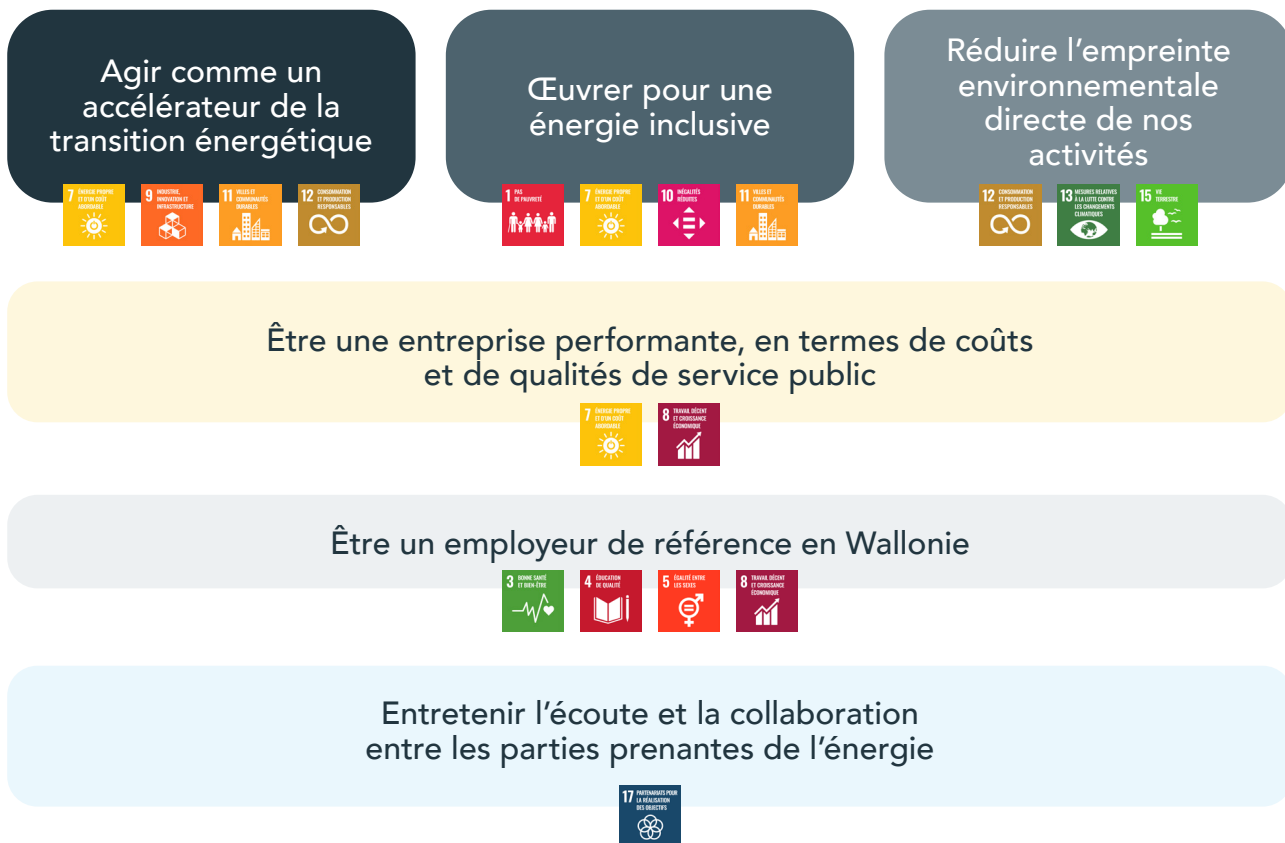 Agir comme un
accélérateur de la
transition énergétique
7 ÉNERGIE PROPRE
ET D'UN COÛT
ABORDABLE
9 INDUSTRIE,
INNOVATION ET
INFRASTRUCTURE
11 VILLES ET
COMMUNAUTÉS
DURABLES
12 CONSOMMATION
ET PRODUCTION
RESPONSABLES
Œuvrer pour une
énergie inclusive
1 PAS
DE PAUVRETÉ
7 ÉNERGIE PROPRE
ET D'UN COÛT
ABORDABLE
10 INÉGALITÉS
RÉDUITES
11 VILLES ET
COMMUNAUTÉS
DURABLES
Réduire l’empreinte
environnementale
directe de nos
activités
12 CONSOMMATION
ET PRODUCTION
RESPONSABLES
13 MESURES RELATIVES
À LA LUTTE CONTRE
LES CHANGEMENTS
CLIMATIQUES
15 VIE
TERRESTRE
Être une entreprise performante, en termes de coûts
et de qualités de service public
7 ÉNERGIE PROPRE
ET D'UN COÛT
ABORDABLE
8 TRAVAIL DÉCENT
ET CROISSANCE
ÉCONOMIQUE
Être un employeur de référence en Wallonie
3 BONNE SANTÉ
ET BIEN-ÊTRE
4 ÉDUCATION
DE QUALITÉ
5 ÉGALITÉ ENTRE
LES SEXES
8 TRAVAIL DÉCENT
ET CROISSANCE
ÉCONOMIQUE
Entretenir l’écoute et la collaboration
entre les parties prenantes de l’énergie
17 PARTENARIATS POUR
LA RÉALISATION
DES OBJECTIFS